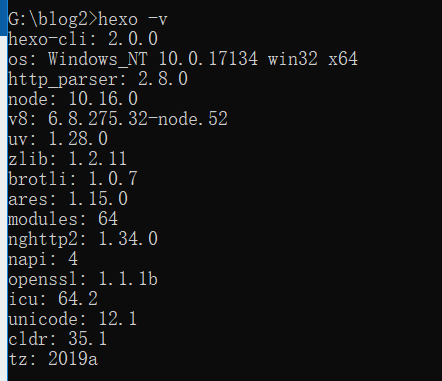 G:\blog2>hexo -v
hexo-cli: 2.0.0
os: Windows_NT 10.0.17134 win32 x64
http_parser: 2.8.0
node: 10.16.0
v8: 6.8.275.32-node.52
uv: 1.28.0
zlib: 1.2.11
brotli: 1.0.7
ares: 1.15.0
modules: 64
nghttp2: 1.34.0
napi: 4
openssl: 1.1.1b
icu: 64.2
unicode: 12.1
cldr: 35.1
tz: 2019a